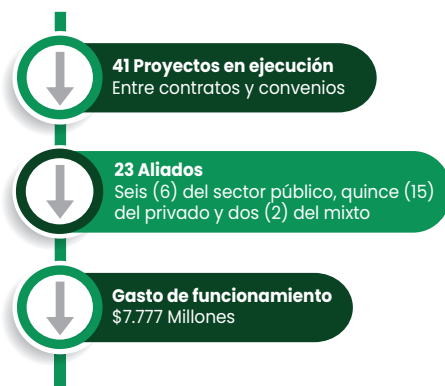 41 Proyectos en ejecución
Entre contratos y convenios
23 Aliados
Seis (6) del sector público, quince (15)
del privado y dos (2) del mixto
Gasto de funcionamiento
$7.777 Millones